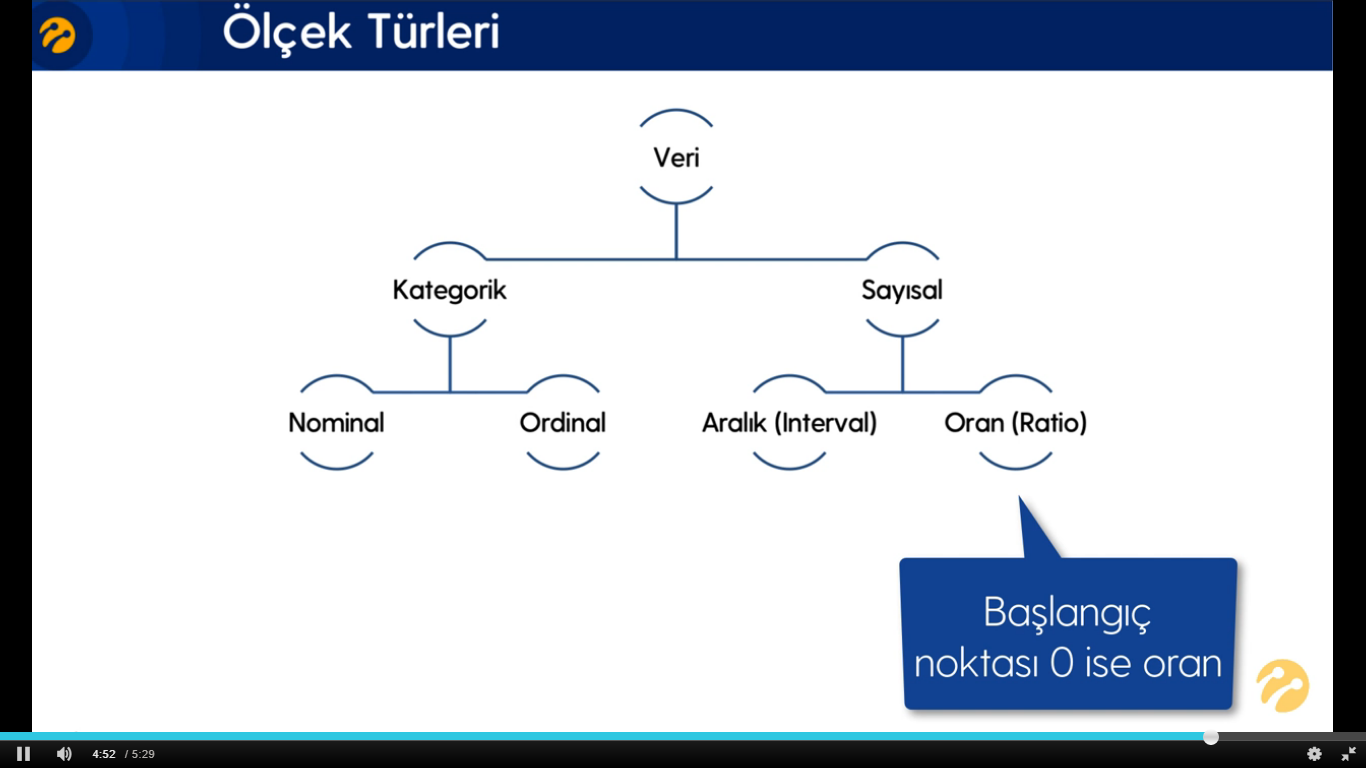 Ölçek Türleri
Veri
Kategorik
Sayısal
Nominal
Ordinal
Aralık (Interval)
Oran (Ratio)
Başlangıç
noktası 0 ise oran
4:52 / 5:29